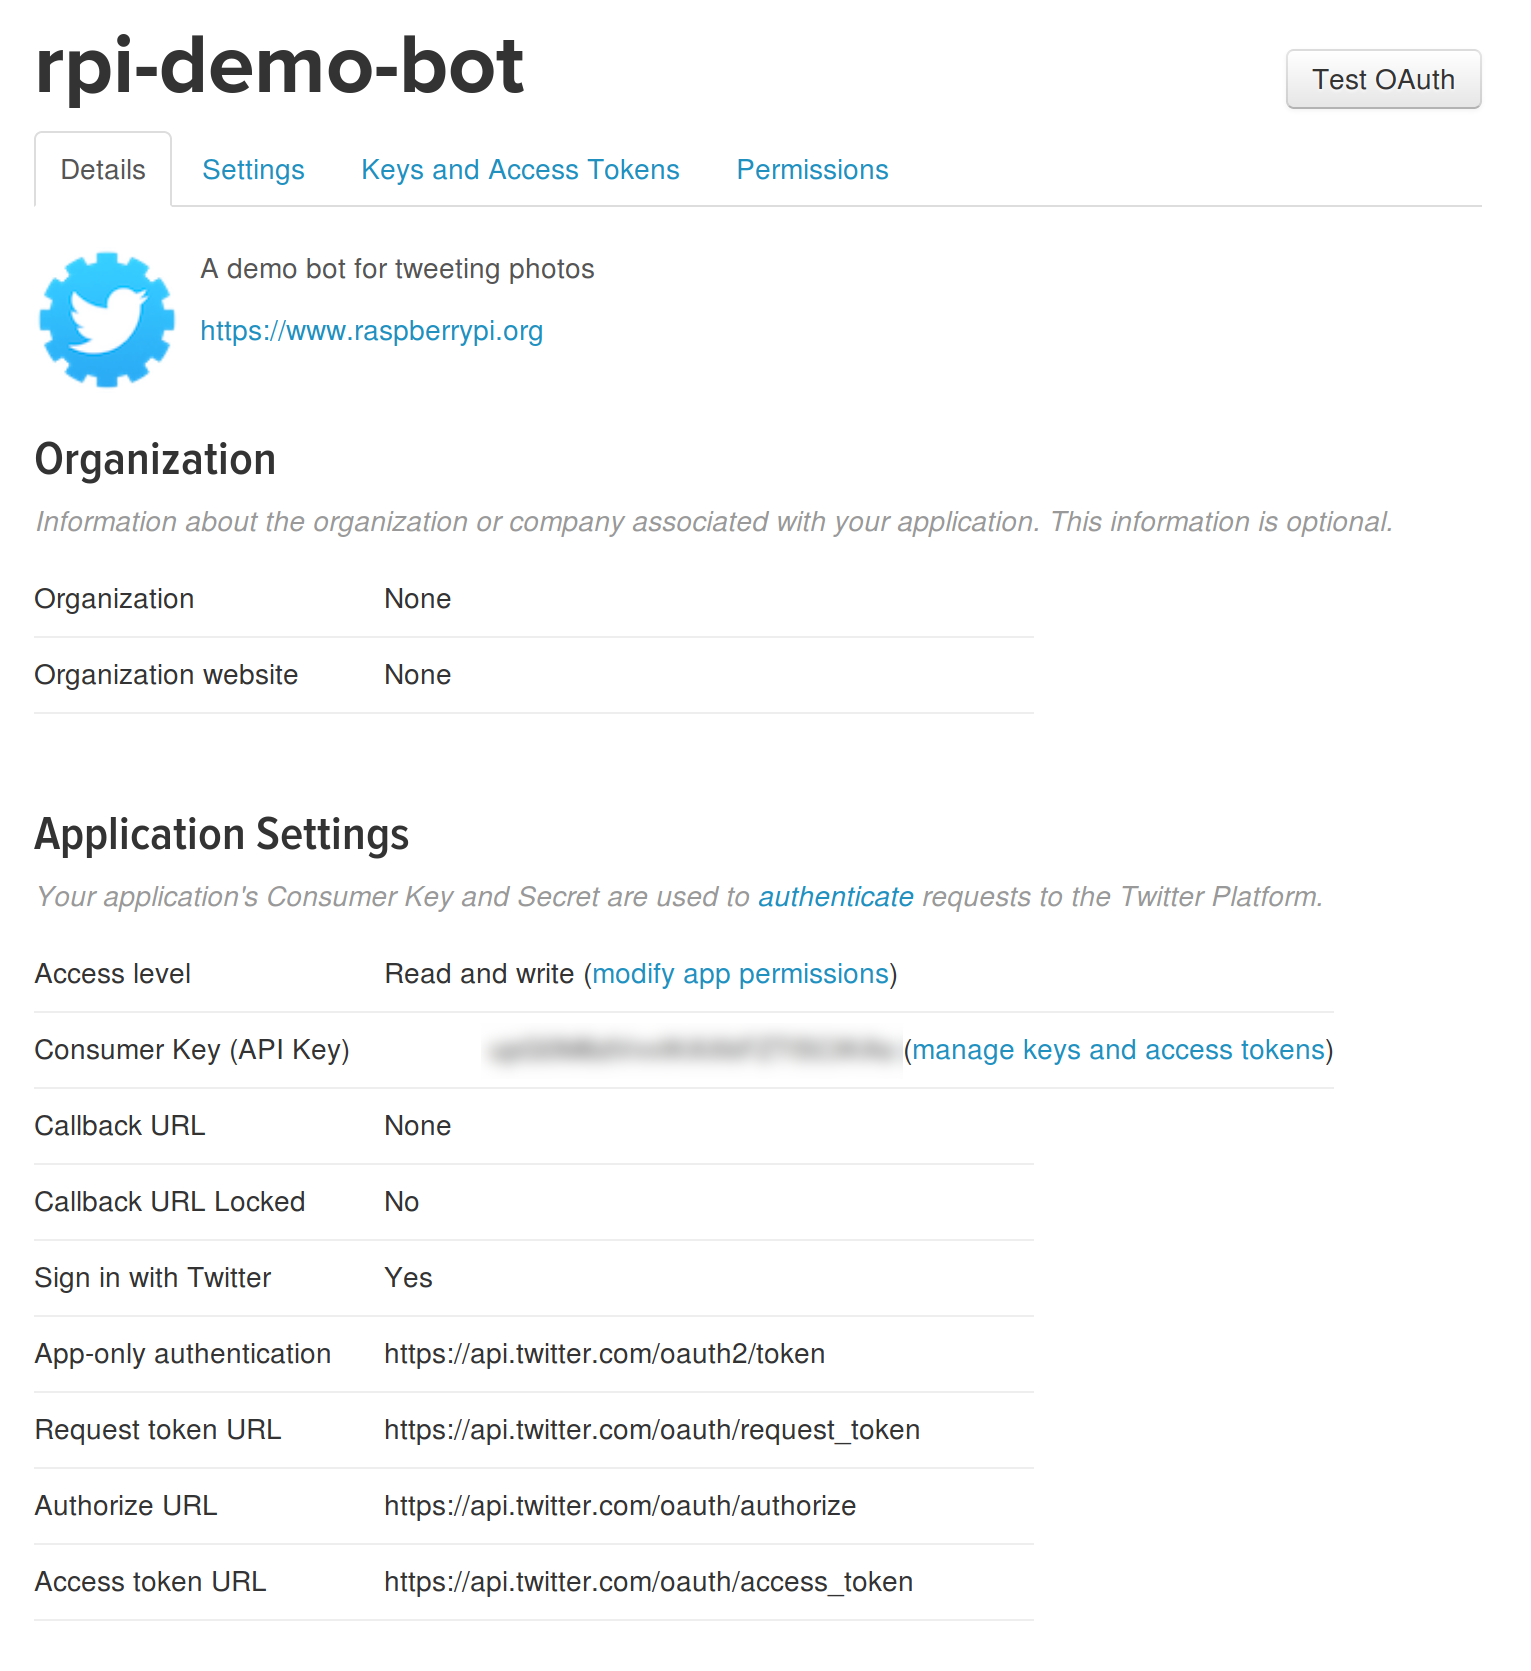 rpi-demo-bot
Test OAuth
Details Settings Keys and Access Tokens Permissions
A demo bot for tweeting photos
https://www.raspberrypi.org
Organization
Information about the organization or company associated with your application. This information is optional.
Organization None
Organization website None
Application Settings
Your application's Consumer Key and Secret are used to authenticate requests to the Twitter Platform.
Access level Read and write (modify app permissions)
Consumer Key (API Key) (manage keys and access tokens)
Callback URL None
Callback URL Locked No
Sign in with Twitter Yes
App-only authentication https://api.twitter.com/oauth2/token
Request token URL https://api.twitter.com/oauth/request_token
Authorize URL https://api.twitter.com/oauth/authorize
Access token URL https://api.twitter.com/oauth/access_token